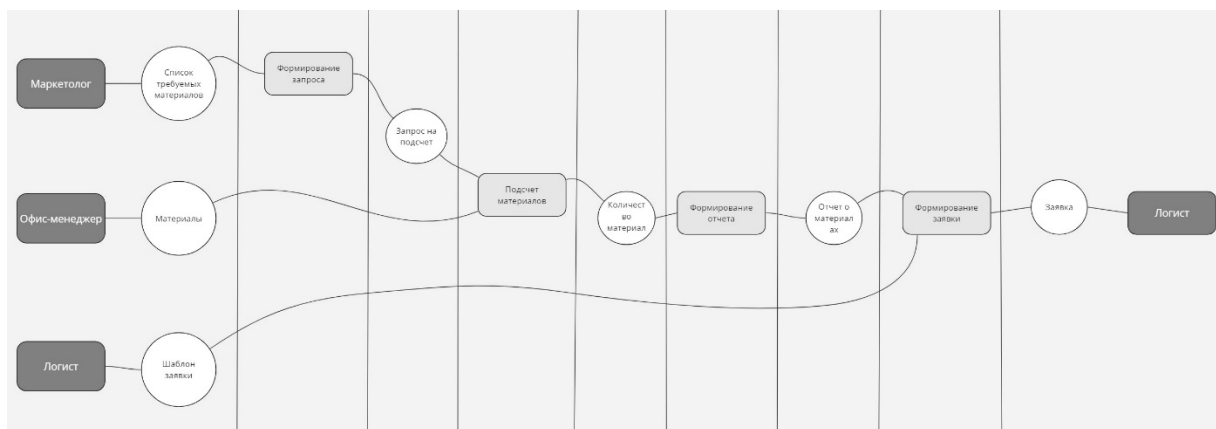 Маркетолог
Список
требуемых
материалов
Формирование
запроса
Запрос на
подсчет
Офис-менеджер
Материалы
Подсчет
материалов
Количест
во
материал
Формирование
отчета
Отчет о
материал
ах
Формирование
заявки
Заявка
Логист
Логист
Шаблон
заявки